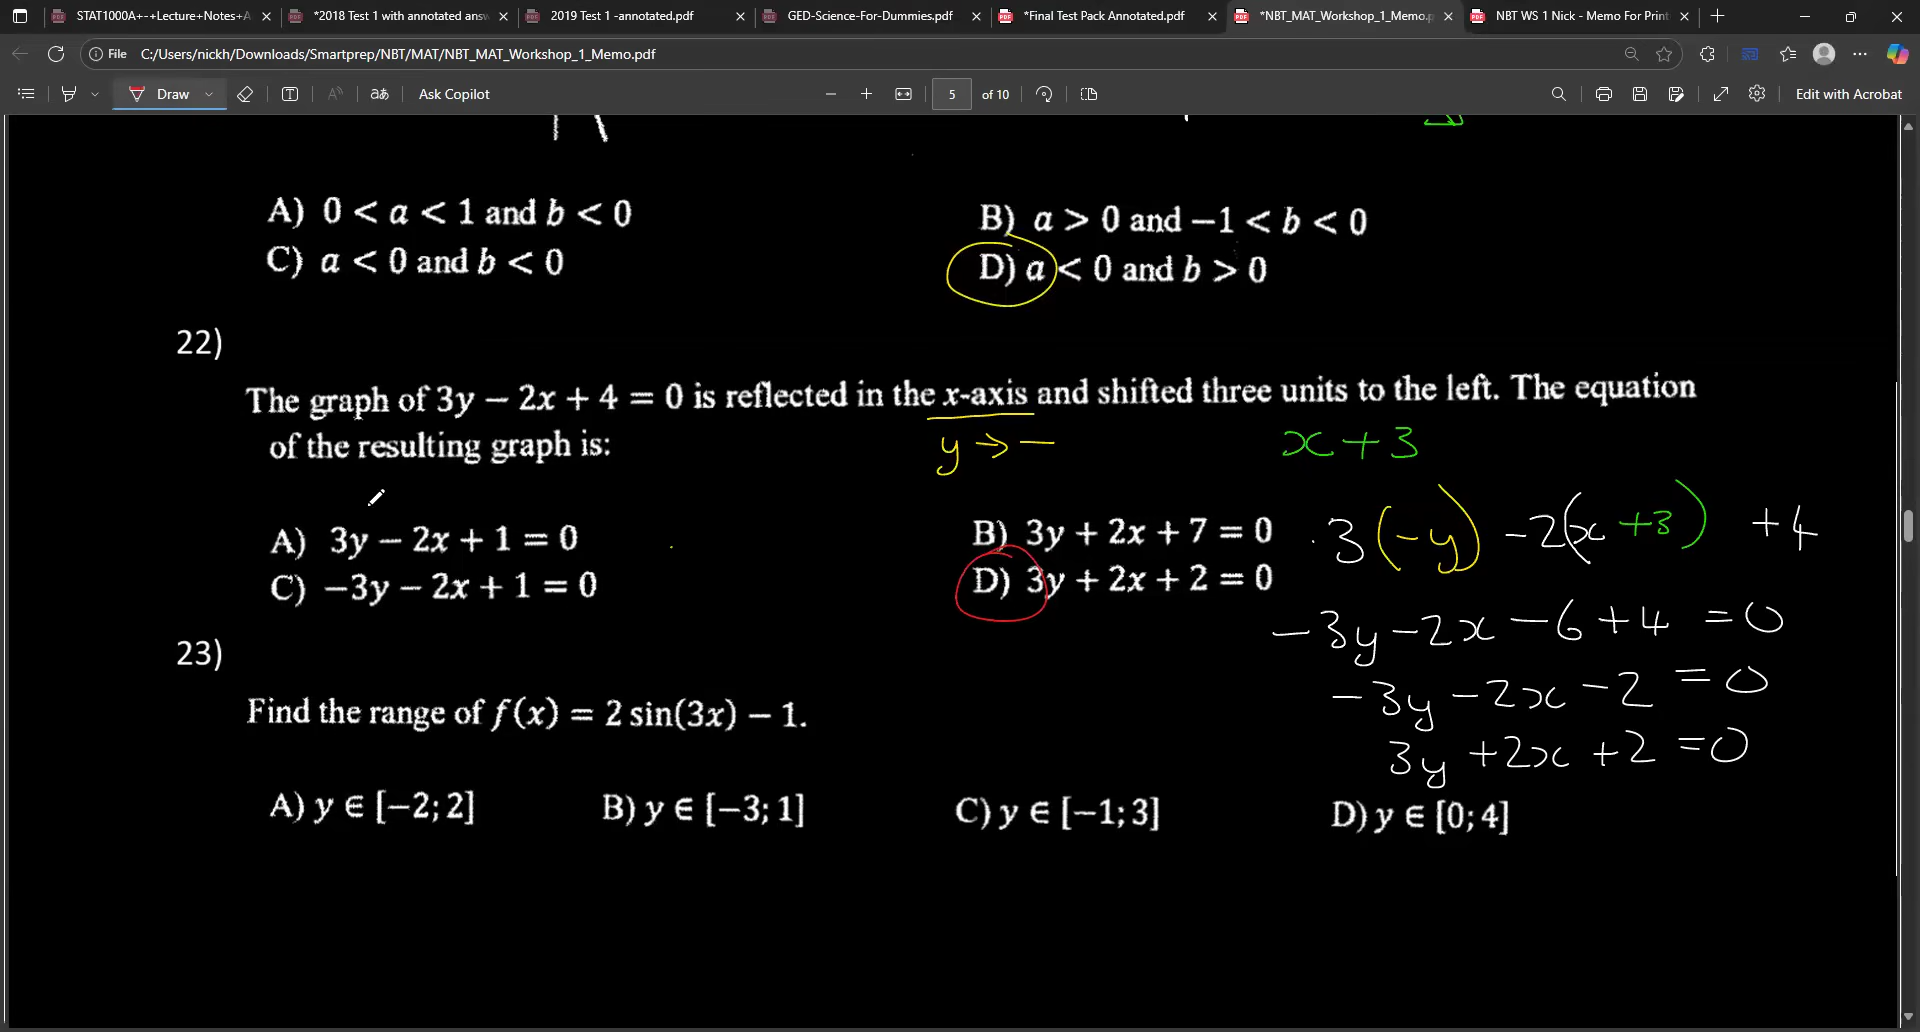 STAT1000A+-+Lecture+Notes+A
*2018 Test 1 with annotated answ
2019 Test 1 -annotated.pdf
GED-Science-For-Dummies.pdf
*Final Test Pack Annotated.pdf
*NBT_MAT_Workshop_1_Memo.p
NBT WS 1 Nick - Memo For Print
File C:/Users/nickh/Downloads/Smartprep/NBT/MAT/NBT_MAT_Workshop_1_Memo.pdf
Draw aあ Ask Copilot 5 of 10 Edit with Acrobat
A) 0 < a < 1 and b < 0
B) a > 0 and −1 < b < 0
C) a < 0 and b < 0
D) a < 0 and b > 0
22)
The graph of 3y − 2x + 4 = 0 is reflected in the x-axis and shifted three units to the left. The equation
of the resulting graph is:
y → −
x + 3
A) 3y − 2x + 1 = 0
B) 3y + 2x + 7 = 0
C) −3y − 2x + 1 = 0
D) 3y + 2x + 2 = 0
3(−y) −2(x +3) +4
−3y −2x −6 +4 = 0
−3y −2x −2 = 0
3y +2x +2 = 0
23)
Find the range of f(x) = 2 sin(3x) − 1.
A) y ∈ [−2; 2]
B) y ∈ [−3; 1]
C) y ∈ [−1; 3]
D) y ∈ [0; 4]